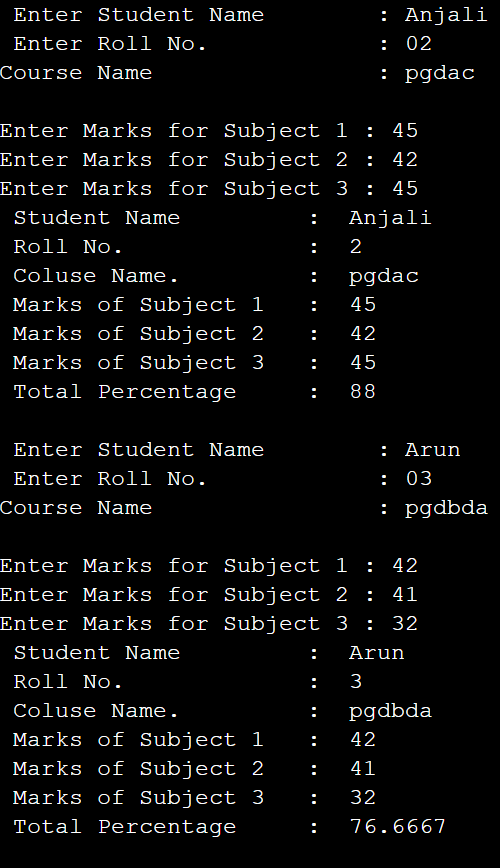 Enter Student Name : Anjali
Enter Roll No. : 02
Course Name : pgdac
Enter Marks for Subject 1 : 45
Enter Marks for Subject 2 : 42
Enter Marks for Subject 3 : 45
Student Name : Anjali
Roll No. : 2
Coluse Name. : pgdac
Marks of Subject 1 : 45
Marks of Subject 2 : 42
Marks of Subject 3 : 45
Total Percentage : 88
Enter Student Name : Arun
Enter Roll No. : 03
Course Name : pgdbda
Enter Marks for Subject 1 : 42
Enter Marks for Subject 2 : 41
Enter Marks for Subject 3 : 32
Student Name : Arun
Roll No. : 3
Coluse Name. : pgdbda
Marks of Subject 1 : 42
Marks of Subject 2 : 41
Marks of Subject 3 : 32
Total Percentage : 76.6667